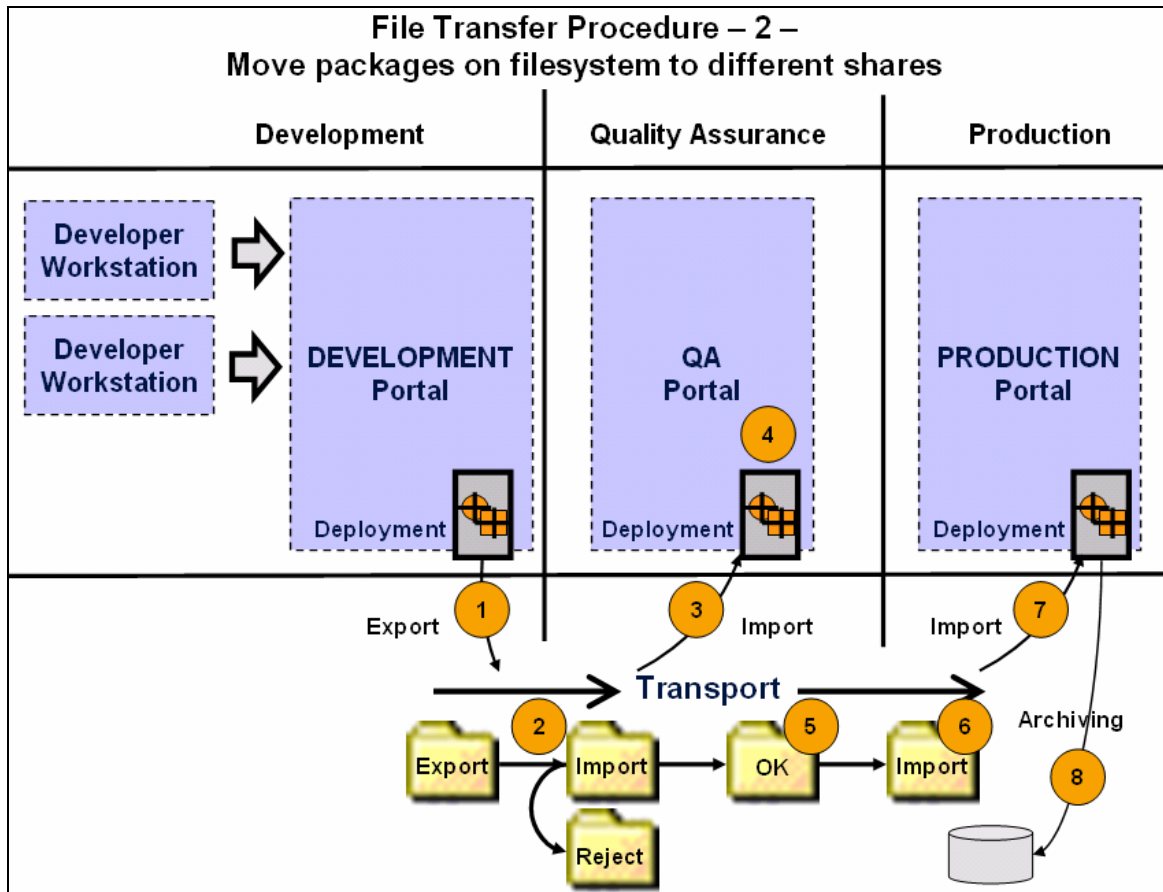 File Transfer Procedure – 2 –
Move packages on filesystem to different shares
Development
Quality Assurance
Production
Developer
Workstation
Developer
Workstation
DEVELOPMENT
Portal
QA
Portal
PRODUCTION
Portal
4
Deployment
Deployment
Deployment
1
3
7
Export
Import
Import
Transport
2
5
6
Archiving
Export
Import
OK
Import
8
Reject